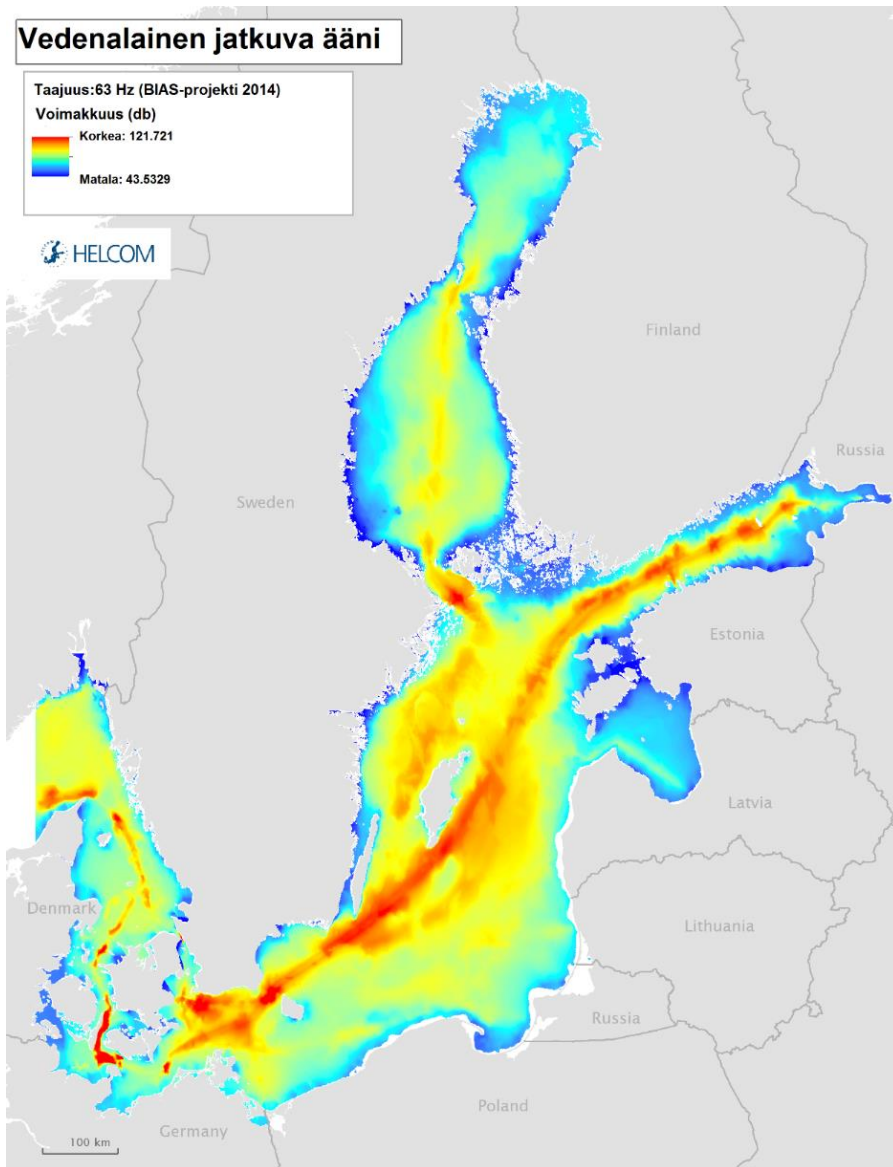 Vedenalainen jatkuva ääni
Taajuus:63 Hz (BIAS-projekti 2014)
Voimakkuus (db)
Korkea: 121.721
Matala: 43.5329
HELCOM
Finland
Russia
Sweden
Estonia
Latvia
Denmark
Lithuania
Russia
Poland
Germany
100 km